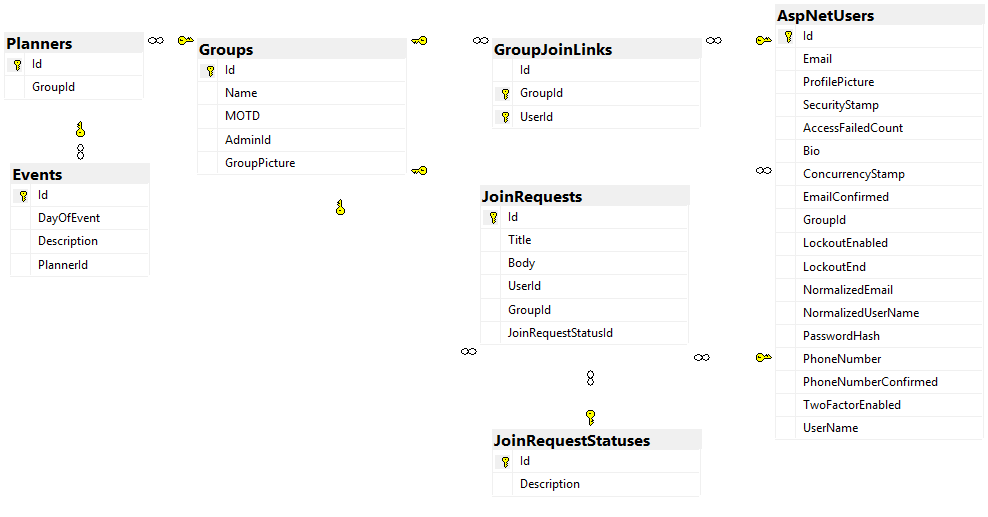 Planners
Id
GroupId
Events
Id
DayOfEvent
Description
PlannerId
Groups
Id
Name
MOTD
AdminId
GroupPicture
GroupJoinLinks
Id
GroupId
UserId
JoinRequests
Id
Title
Body
UserId
GroupId
JoinRequestStatusId
JoinRequestStatuses
Id
Description
AspNetUsers
Id
Email
ProfilePicture
SecurityStamp
AccessFailedCount
Bio
ConcurrencyStamp
EmailConfirmed
GroupId
LockoutEnabled
LockoutEnd
NormalizedEmail
NormalizedUserName
PasswordHash
PhoneNumber
PhoneNumberConfirmed
TwoFactorEnabled
UserName